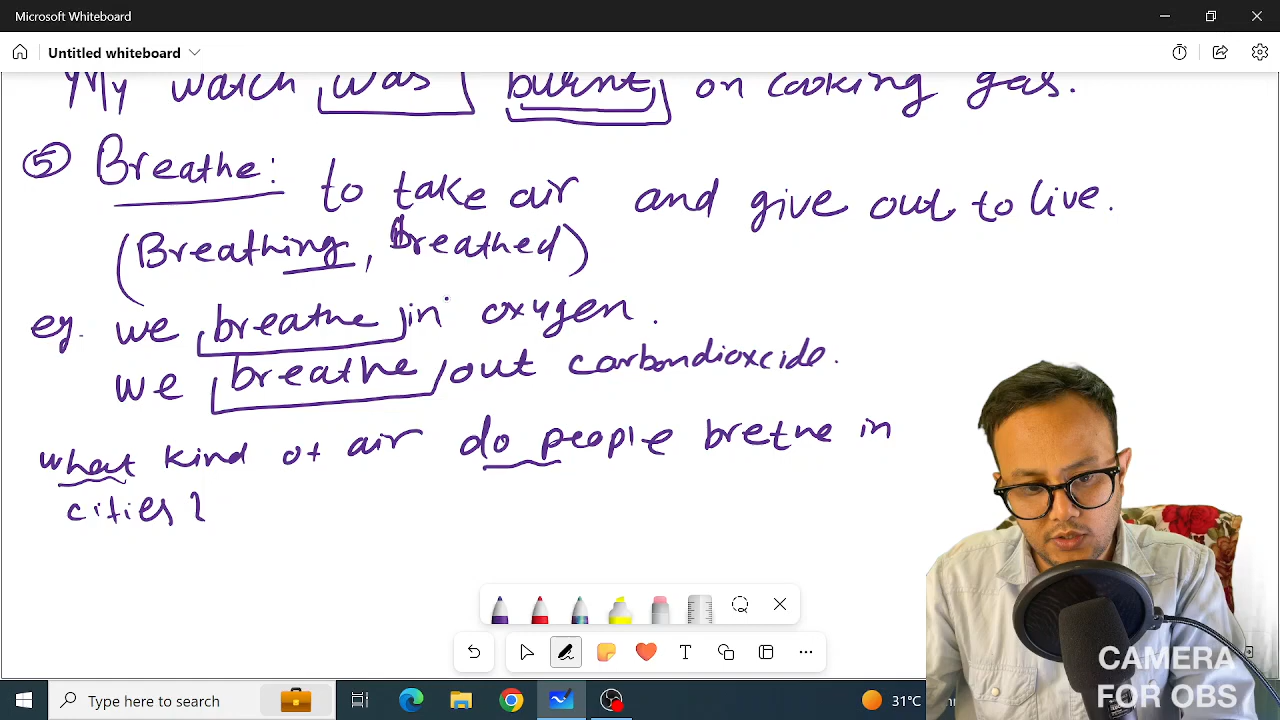 Microsoft Whiteboard
Untitled whiteboard
My watch was burnt on cooking gas.
5 Breathe: to take air and give out to live.
(Breathing, Breathed)
eg. we breathe in oxygen.
we breathe out carbondioxcide.
what kind of air do people bretne in
cities?
T
Type here to search
31°C
CAMERA
FOR OBS